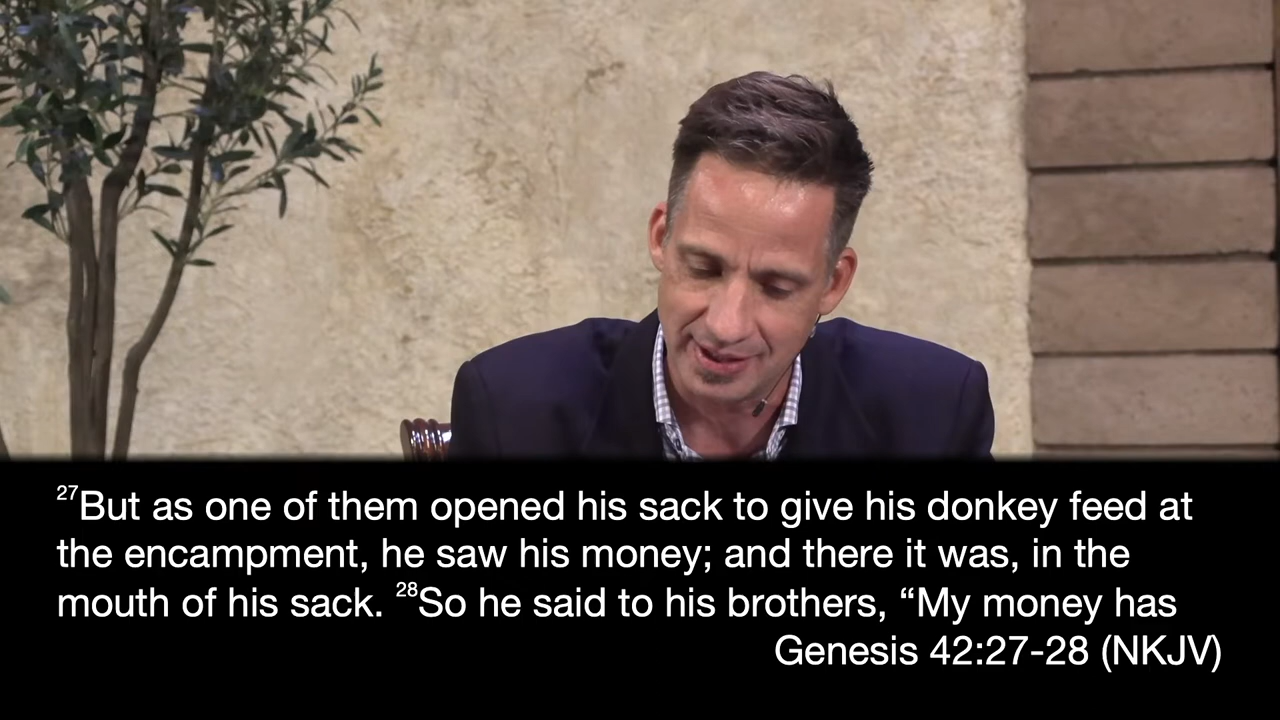 27But as one of them opened his sack to give his donkey feed at
the encampment, he saw his money; and there it was, in the
mouth of his sack. 28So he said to his brothers, “My money has
Genesis 42:27-28 (NKJV)